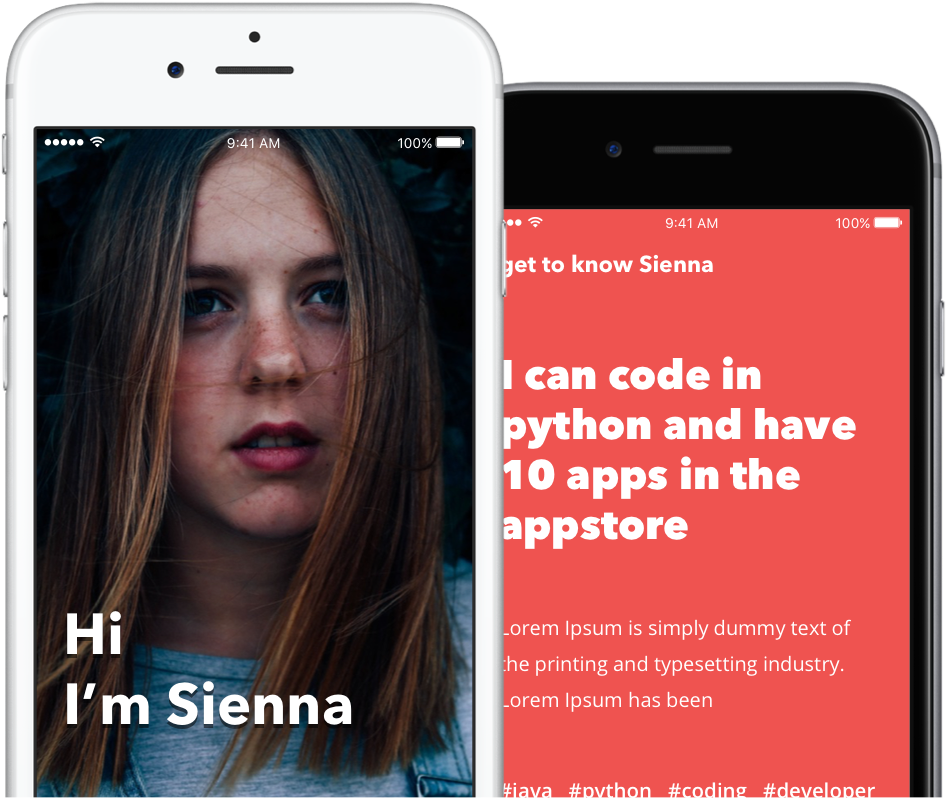 9:41 AM
100%
Hi
I’m Sienna
9:41 AM
100%
get to know Sienna
I can code in
python and have
10 apps in the
appstore
Lorem Ipsum is simply dummy text of
the printing and typesetting industry.
Lorem Ipsum has been
#java #python #coding #developer